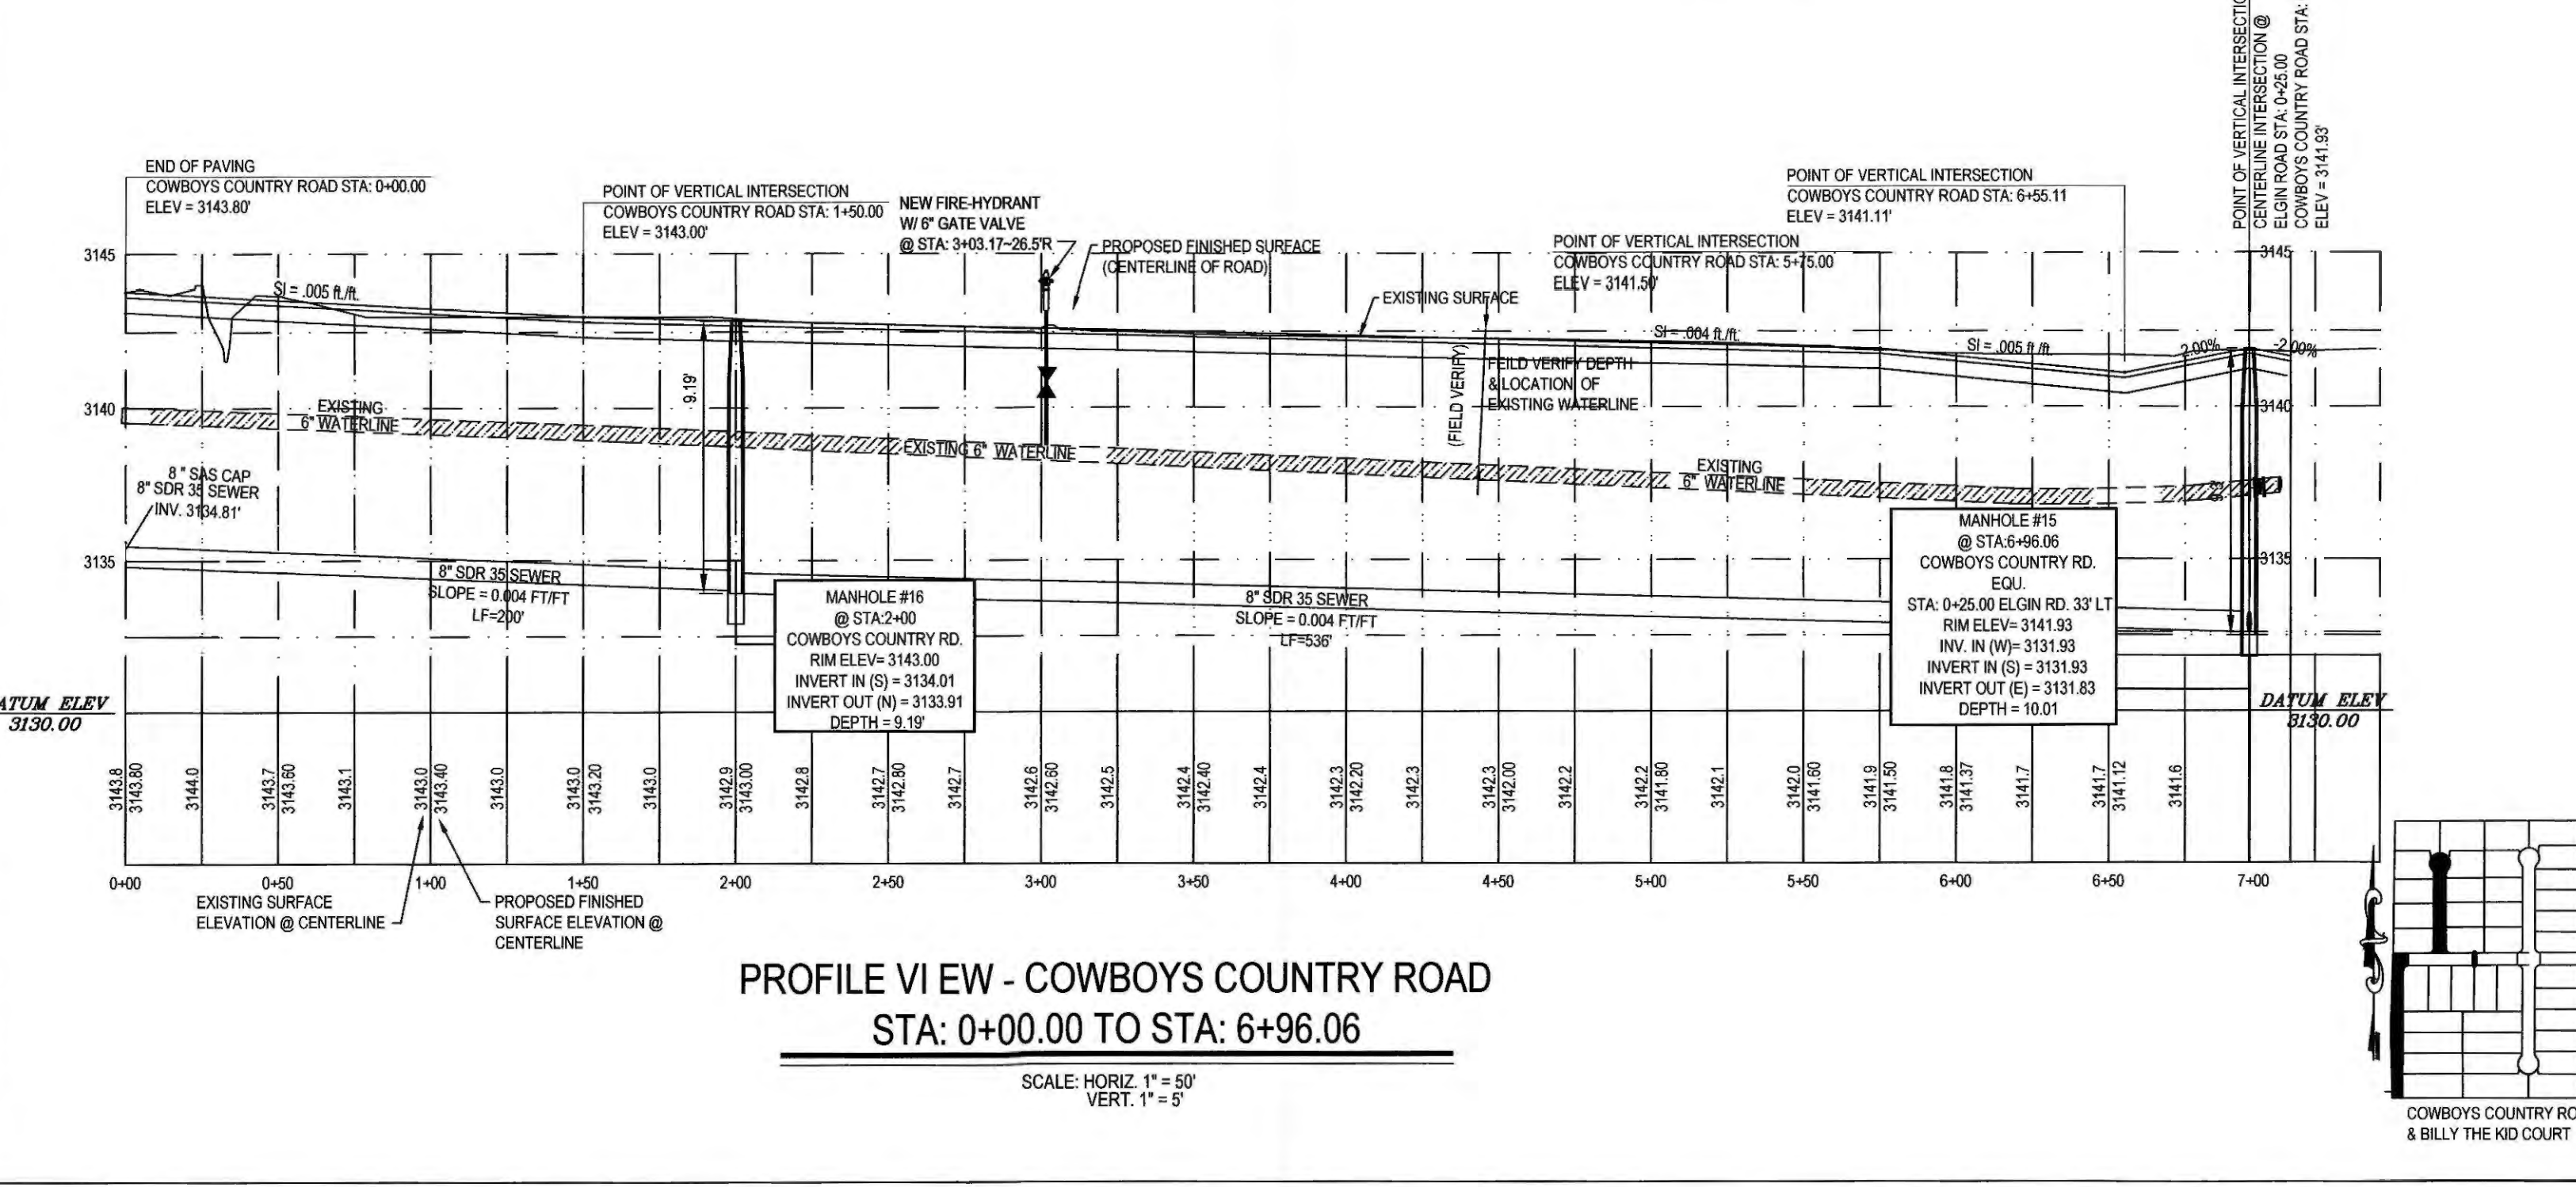 END OF PAVING
COWBOYS COUNTRY ROAD STA: 0+00.00
ELEV = 3143.80'
POINT OF VERTICAL INTERSECTION
COWBOYS COUNTRY ROAD STA: 1+50.00
ELEV = 3143.00'
NEW FIRE-HYDRANT
W/ 6" GATE VALVE
@ STA: 3+03.17~26.5'R
PROPOSED FINISHED SURFACE
(CENTERLINE OF ROAD)
EXISTING SURFACE
POINT OF VERTICAL INTERSECTION
COWBOYS COUNTRY ROAD STA: 5+75.00
ELEV = 3141.50'
POINT OF VERTICAL INTERSECTION
COWBOYS COUNTRY ROAD STA: 6+55.11
ELEV = 3141.11'
POINT OF VERTICAL INTERSECTIO
CENTERLINE INTERSECTION @
ELGIN ROAD STA: 0+25.00
COWBOYS COUNTRY ROAD STA:
ELEV = 3141.93'
3145
3140
3135
3145
3140
3135
Sl = .005 ft./ft.
Sl = .004 ft./ft.
Sl = .005 ft./ft.
2.00%
-2.00%
9.19'
(FIELD VERIFY)
FEILD VERIFY DEPTH
& LOCATION OF
EXISTING WATERLINE
EXISTING
6" WATERLINE
EXISTING 6" WATERLINE
EXISTING
6" WATERLINE
8" SAS CAP
8" SDR 35 SEWER
INV. 3134.81'
8" SDR 35 SEWER
SLOPE = 0.004 FT/FT
LF=200'
MANHOLE #16
@ STA:2+00
COWBOYS COUNTRY RD.
RIM ELEV= 3143.00
INVERT IN (S) = 3134.01
INVERT OUT (N) = 3133.91
DEPTH = 9.19'
8" SDR 35 SEWER
SLOPE = 0.004 FT/FT
LF=536'
MANHOLE #15
@ STA:6+96.06
COWBOYS COUNTRY RD.
EQU.
STA: 0+25.00 ELGIN RD. 33' LT
RIM ELEV= 3141.93
INV. IN (W)= 3131.93
INVERT IN (S) = 3131.93
INVERT OUT (E) = 3131.83
DEPTH = 10.01
ATUM ELEV
3130.00
DATUM ELEV
3130.00
3143.8
3143.80
3144.0
3143.7
3143.60
3143.1
3143.0
3143.40
3143.0
3143.0
3143.20
3143.0
3142.9
3143.00
3142.8
3142.7
3142.80
3142.7
3142.6
3142.60
3142.5
3142.4
3142.40
3142.4
3142.3
3142.20
3142.3
3142.3
3142.00
3142.2
3142.2
3141.80
3142.1
3142.0
3141.60
3141.9
3141.50
3141.8
3141.37
3141.7
3141.7
3141.12
3141.6
0+00
0+50
1+00
1+50
2+00
2+50
3+00
3+50
4+00
4+50
5+00
5+50
6+00
6+50
7+00
EXISTING SURFACE
ELEVATION @ CENTERLINE
PROPOSED FINISHED
SURFACE ELEVATION @
CENTERLINE
PROFILE VI EW - COWBOYS COUNTRY ROAD
STA: 0+00.00 TO STA: 6+96.06
SCALE: HORIZ. 1" = 50'
VERT. 1" = 5'
COWBOYS COUNTRY RO
& BILLY THE KID COURT